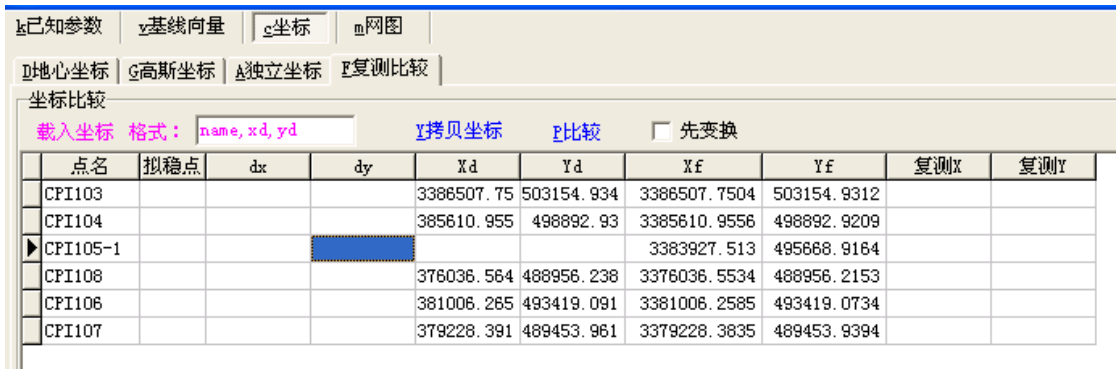 k已知参数 v基线向量 c坐标 m网图
D地心坐标 G高斯坐标 A独立坐标 F复测比较
坐标比较
载入坐标 格式： name,xd,yd Y拷贝坐标 P比较 先变换
点名 拟稳点 dx dy Xd Yd Xf Yf 复测X 复测Y
CPI103 3386507.75 503154.934 3386507.7504 503154.9312
CPI104 385610.955 498892.93 3385610.9556 498892.9209
CPI105-1 3383927.513 495668.9164
CPI108 376036.564 488956.238 3376036.5534 488956.2153
CPI106 381006.265 493419.091 3381006.2585 493419.0734
CPI107 379228.391 489453.961 3379228.3835 489453.9394